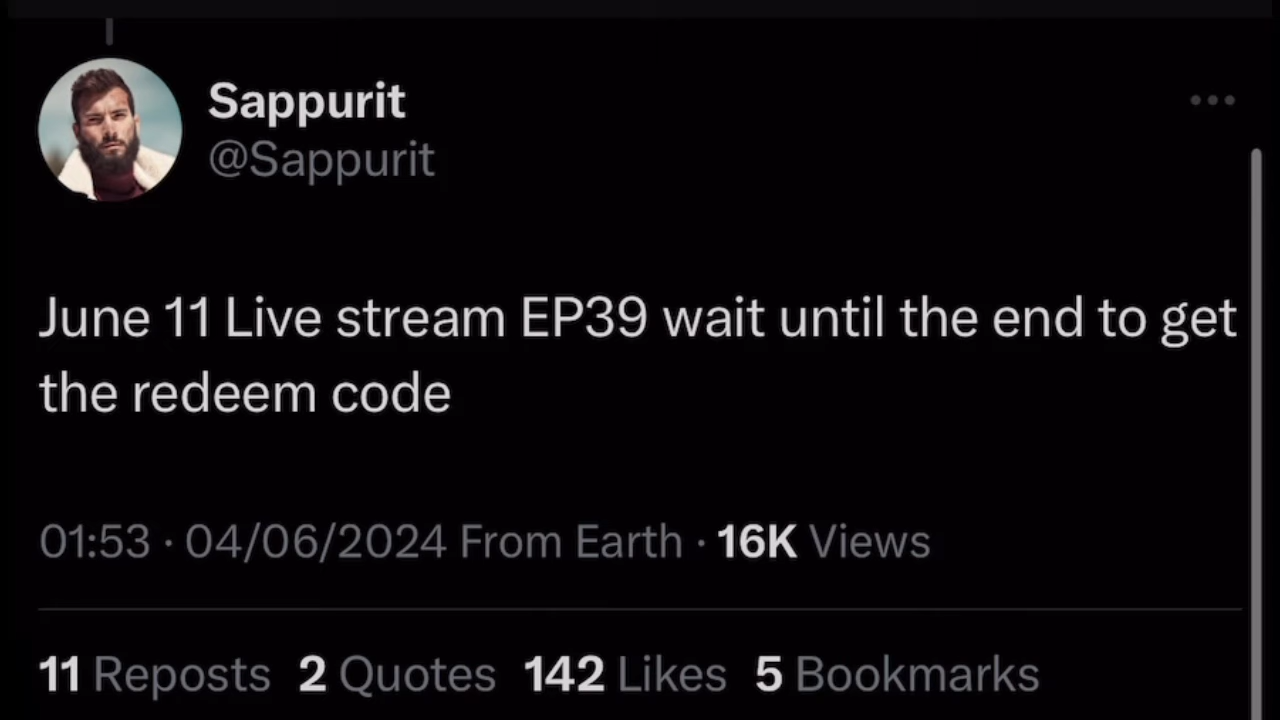 Sappurit
@Sappurit
June 11 Live stream EP39 wait until the end to get
the redeem code
01:53 · 04/06/2024 From Earth · 16K Views
11 Reposts 2 Quotes 142 Likes 5 Bookmarks